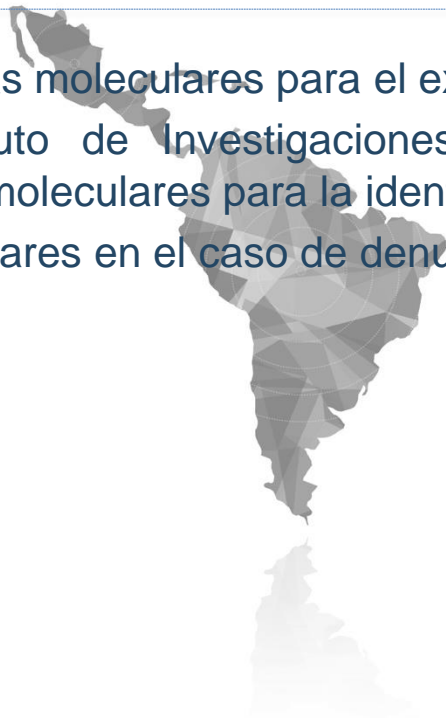 s moleculares para el ex
uto de Investigaciones
moleculares para la iden
ares en el caso de denu